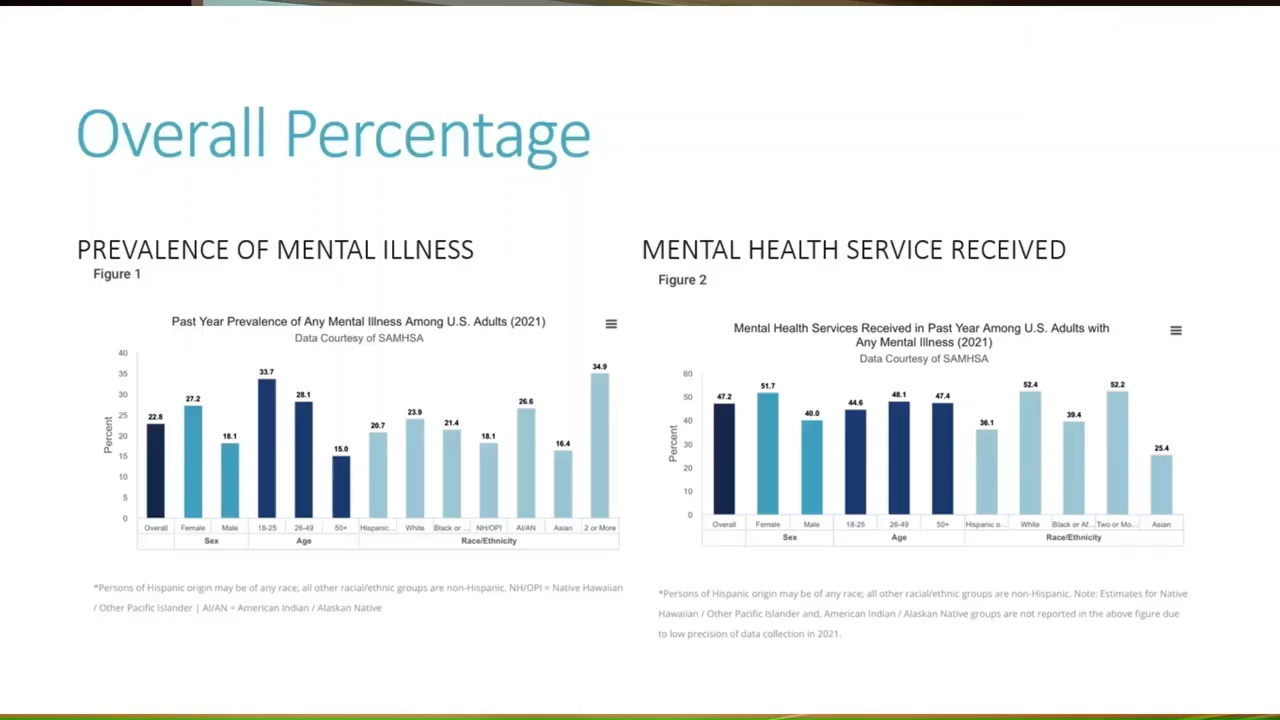 Overall Percentage
PREVALENCE OF MENTAL ILLNESS
Figure 1
Past Year Prevalence of Any Mental Illness Among U.S. Adults (2021)
Data Courtesy of SAMHSA
Percent
40
35
30
25
20
15
10
5
0
22.8
27.2
18.1
33.7
28.1
15.0
20.7
23.9
21.4
18.1
26.6
16.4
34.9
Overall Female Male 18-25 26-49 50+ Hispanic... White Black or ... NH/OPI AI/AN Asian 2 or More
Sex Age Race/Ethnicity
*Persons of Hispanic origin may be of any race; all other racial/ethnic groups are non-Hispanic. NH/OPI = Native Hawaiian
/ Other Pacific Islander | AI/AN = American Indian / Alaskan Native
MENTAL HEALTH SERVICE RECEIVED
Figure 2
Mental Health Services Received in Past Year Among U.S. Adults with
Any Mental Illness (2021)
Data Courtesy of SAMHSA
Percent
60
50
40
30
20
10
0
47.2
51.7
40.0
44.6
48.1
47.4
36.1
52.4
39.4
52.2
25.4
Overall Female Male 18-25 26-49 50+ Hispanic o... White Black or Af... Two or Mo... Asian
Sex Age Race/Ethnicity
*Persons of Hispanic origin may be of any race; all other racial/ethnic groups are non-Hispanic. Note: Estimates for Native
Hawaiian / Other Pacific Islander and, American Indian / Alaskan Native groups are not reported in the above figure due
to low precision of data collection in 2021.